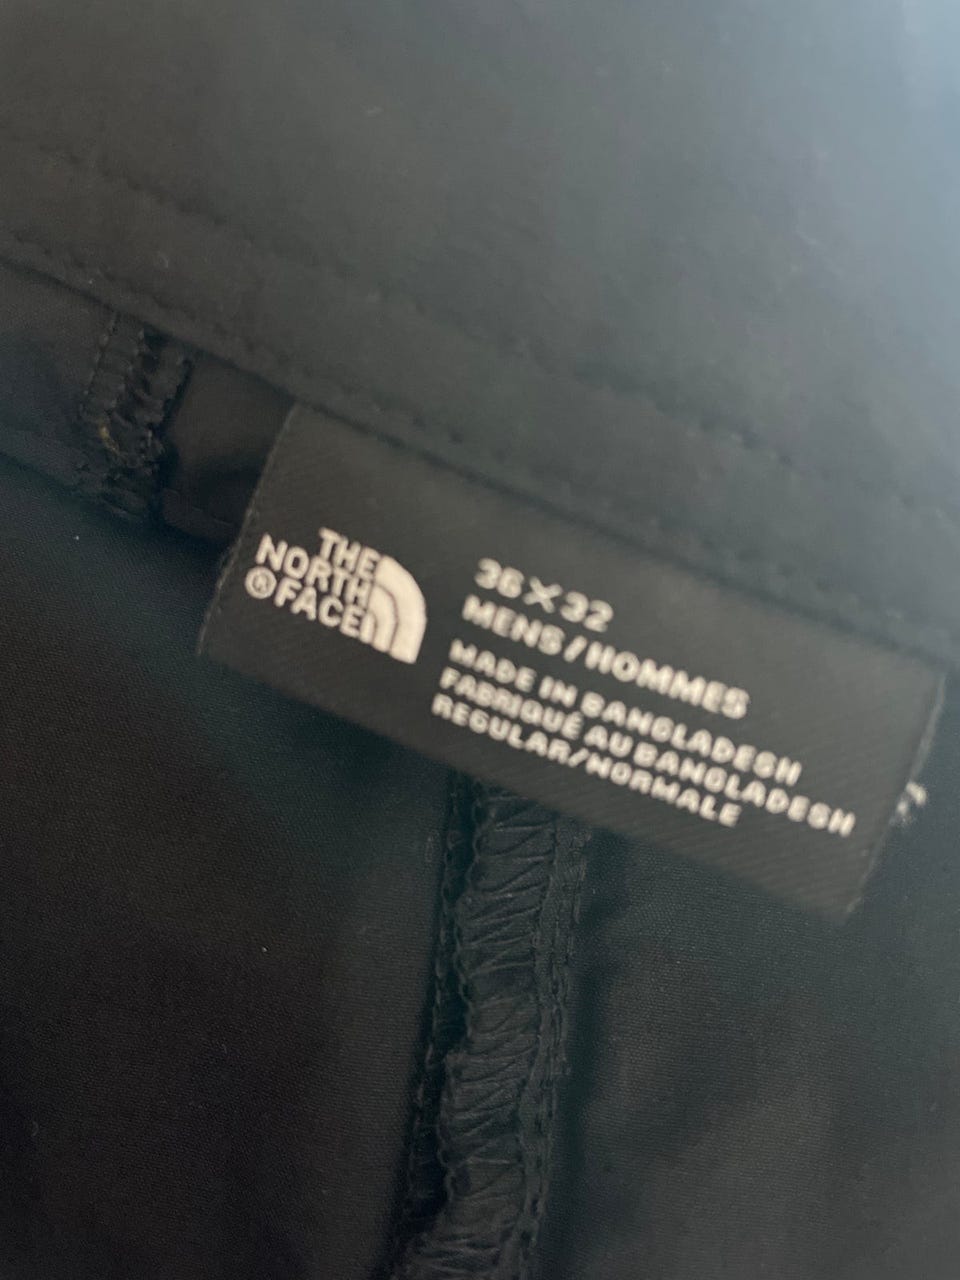 THE
NORTH
®FACE
36X32
MENS/HOMMES
MADE IN BANGLADESH
FABRIQUÉ AU BANGLADESH
REGULAR/NORMALE